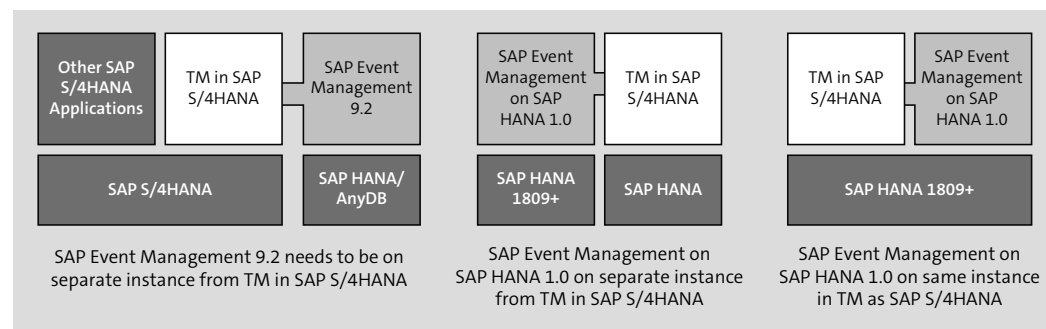 Other SAP
S/4HANA
Applications
TM in SAP
S/4HANA
SAP Event
Management
9.2
SAP S/4HANA
SAP HANA/
AnyDB
SAP Event Management 9.2 needs to be on
separate instance from TM in SAP S/4HANA
SAP Event
Management
on SAP
HANA 1.0
TM in SAP
S/4HANA
SAP HANA
1809+
SAP HANA
SAP Event Management on
SAP HANA 1.0 on separate instance
from TM in SAP S/4HANA
TM in SAP
S/4HANA
SAP Event
Management
on SAP
HANA 1.0
SAP HANA 1809+
SAP Event Management on
SAP HANA 1.0 on same instance
in TM as SAP S/4HANA